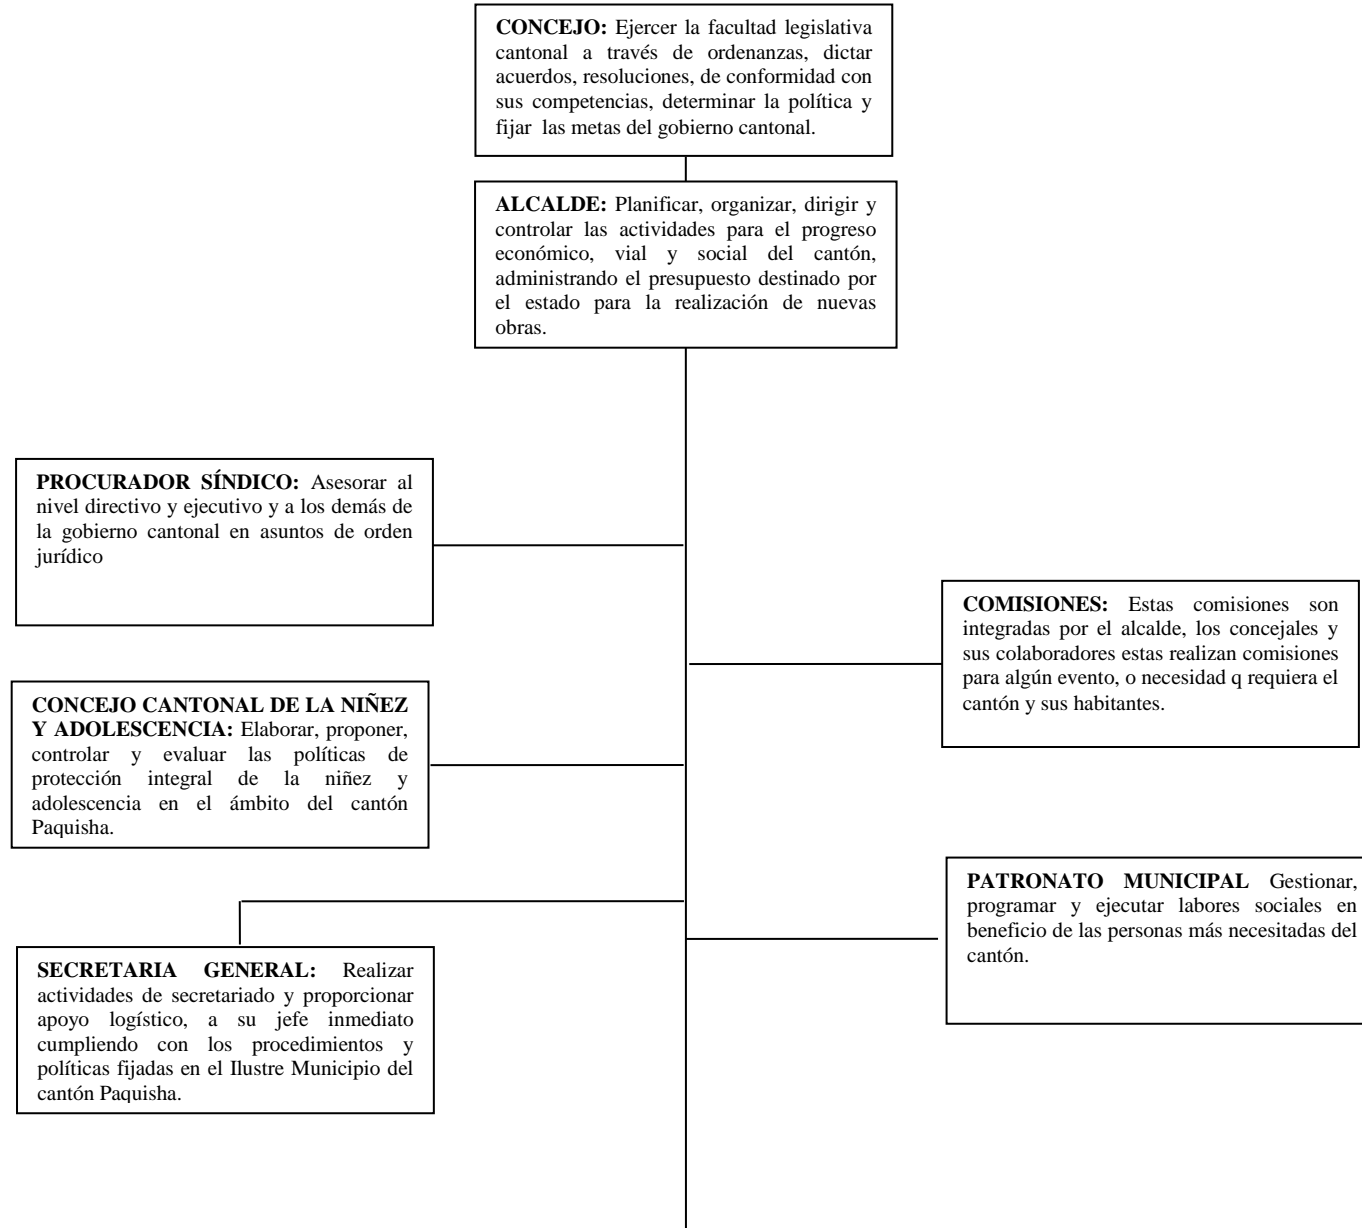 CONCEJO: Ejercer la facultad legislativa
cantonal a través de ordenanzas, dictar
acuerdos, resoluciones, de conformidad con
sus competencias, determinar la política y
fijar las metas del gobierno cantonal.
ALCALDE: Planificar, organizar, dirigir y
controlar las actividades para el progreso
económico, vial y social del cantón,
administrando el presupuesto destinado por
el estado para la realización de nuevas
obras.
PROCURADOR SÍNDICO: Asesorar al
nivel directivo y ejecutivo y a los demás de
la gobierno cantonal en asuntos de orden
jurídico
COMISIONES: Estas comisiones son
integradas por el alcalde, los concejales y
sus colaboradores estas realizan comisiones
para algún evento, o necesidad q requiera el
cantón y sus habitantes.
CONCEJO CANTONAL DE LA NIÑEZ
Y ADOLESCENCIA: Elaborar, proponer,
controlar y evaluar las políticas de
protección integral de la niñez y
adolescencia en el ámbito del cantón
Paquisha.
PATRONATO MUNICIPAL Gestionar,
programar y ejecutar labores sociales en
beneficio de las personas más necesitadas del
cantón.
SECRETARIA GENERAL: Realizar
actividades de secretariado y proporcionar
apoyo logístico, a su jefe inmediato
cumpliendo con los procedimientos y
políticas fijadas en el Ilustre Municipio del
cantón Paquisha.